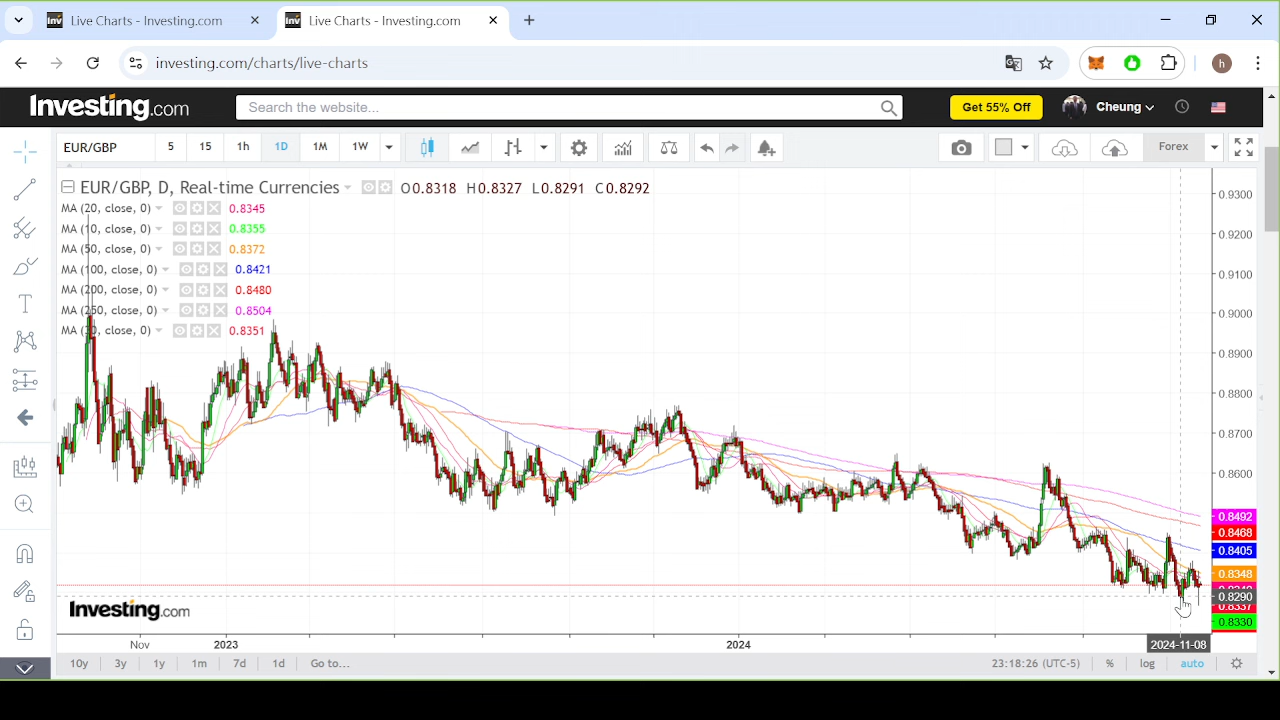 Live Charts - Investing.com
Live Charts - Investing.com
investing.com/charts/live-charts
h
Investing.com
Search the website...
Get 55% Off
Cheung
EUR/GBP
5
15
1h
1D
1M
1W
Forex
EUR/GBP, D, Real-time Currencies
O0.8318 H0.8327 L0.8291 C0.8292
MA (20, close, 0) 0.8345
MA (10, close, 0) 0.8355
MA (50, close, 0) 0.8372
MA (100, close, 0) 0.8421
MA (200, close, 0) 0.8480
MA (250, close, 0) 0.8504
MA (30, close, 0) 0.8351
0.9300
0.9200
0.9100
0.9000
0.8900
0.8800
0.8700
0.8600
0.8492
0.8468
0.8405
0.8348
0.8290
0.8337
0.8330
Investing.com
Nov
2023
2024
2024-11-08
10y
3y
1y
1m
7d
1d
Go to...
23:18:26 (UTC-5)
%
log
auto